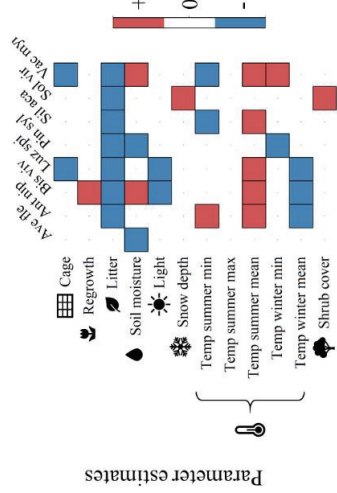 Vac myr
Sol vir
Sil aca
Pin syl
Luz spi
Bis viv
Ant nip
Ave fle
Cage
Regrowth
Litter
Soil moisture
Light
Snow depth
Temp summer min
Temp summer max
Temp summer mean
Temp winter min
Temp winter mean
Shrub cover
Parameter estimates
+
0
-